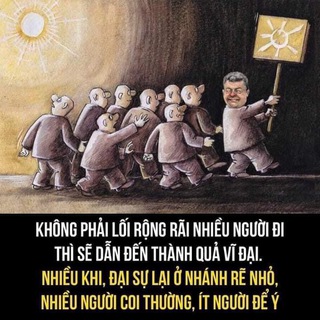 KHÔNG PHẢI LỐI RỘNG RÃI NHIỀU NGƯỜI ĐI
THÌ SẼ DẪN ĐẾN THÀNH QUẢ VĨ ĐẠI.
NHIỀU KHI, ĐẠI SỰ LẠI Ở NHÁNH RẼ NHỎ,
NHIỀU NGƯỜI COI THƯỜNG, ÍT NGƯỜI ĐỂ Ý